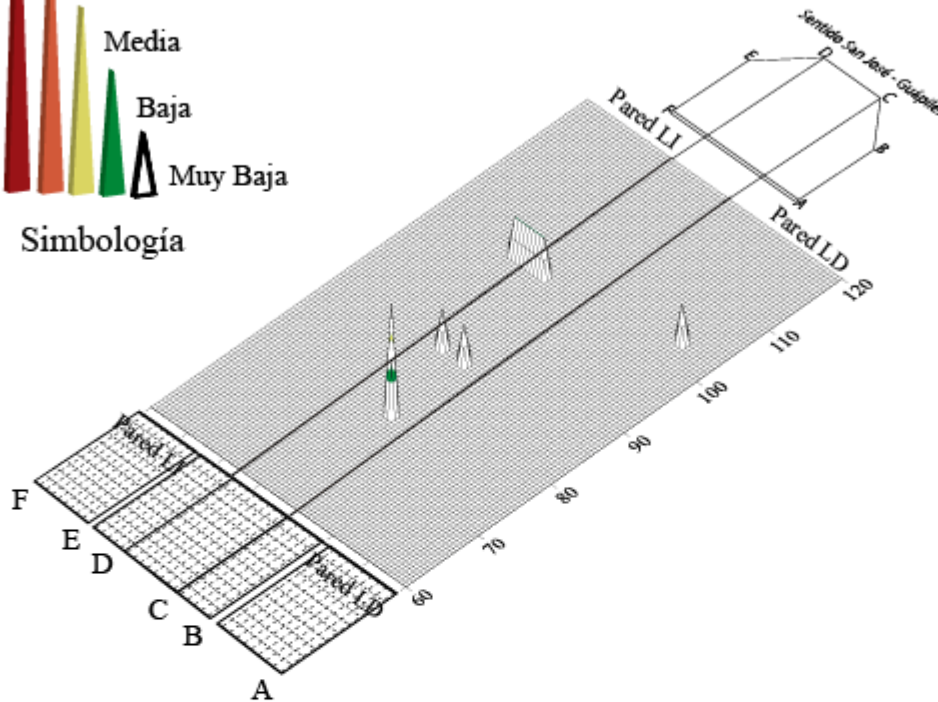 Media
Baja
Muy Baja
Simbología
Sentido San José - Guápiles
E
D
C
B
F
A
Pared LI
Pared LD
120
110
100
90
80
70
60
Pared LI
Pared LD
F
E
D
C
B
A